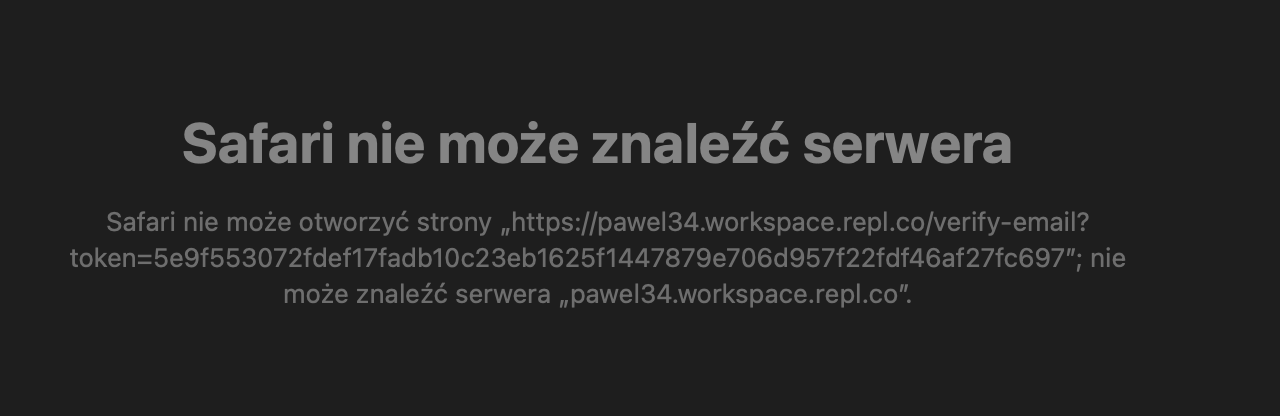 Safari nie może znaleźć serwera
Safari nie może otworzyć strony „https://pawel34.workspace.repl.co/verify-email?
token=5e9f553072fdef17fadb10c23eb1625f1447879e706d957f22fdf46af27fc697”; nie
może znaleźć serwera „pawel34.workspace.repl.co”.